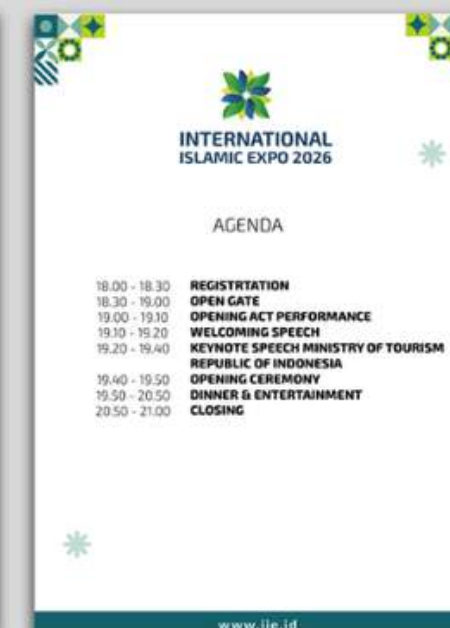 INTERNATIONAL
ISLAMIC EXPO 2026
AGENDA
18.00 - 18.30 REGISTRTATION
18.30 - 19.00 OPEN GATE
19.00 - 19.10 OPENING ACT PERFORMANCE
19.10 - 19.20 WELCOMING SPEECH
19.20 - 19.40 KEYNOTE SPEECH MINISTRY OF TOURISM
REPUBLIC OF INDONESIA
19.40 - 19.50 OPENING CEREMONY
19.50 - 20.50 DINNER & ENTERTAINMENT
20.50 - 21.00 CLOSING
www.iie.id